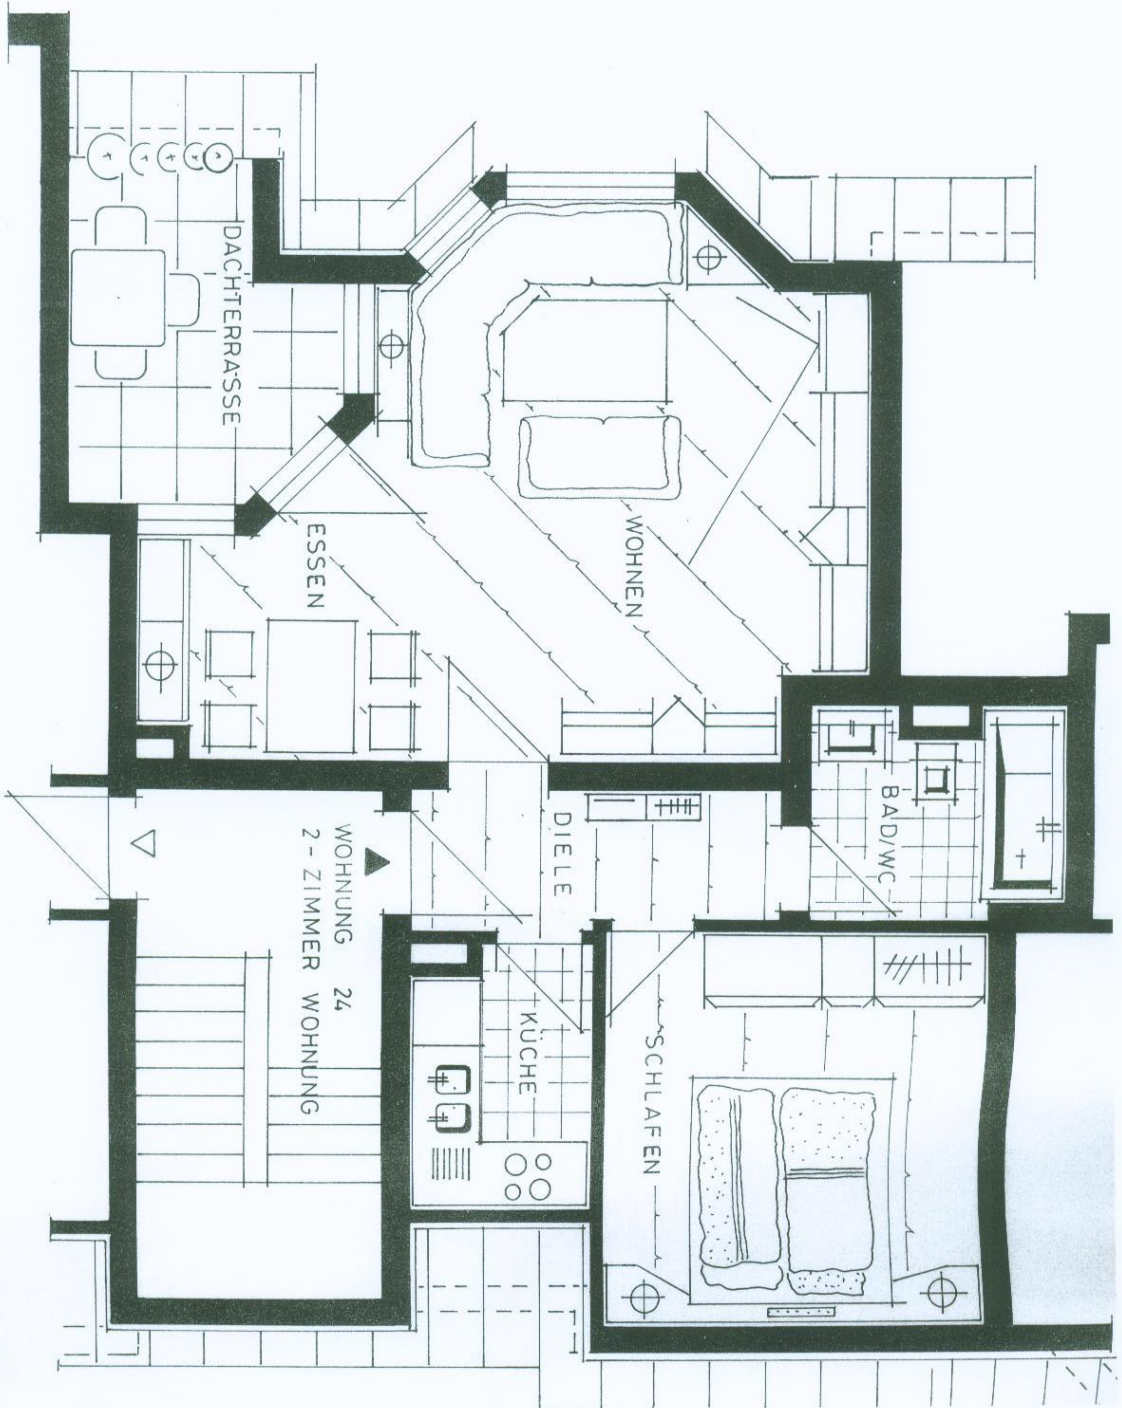 DACHTERRASSE
ESSEN
WOHNEN
DIELE
BAD/WC
WOHNUNG 24
2-ZIMMER WOHNUNG
KÜCHE
SCHLAFEN